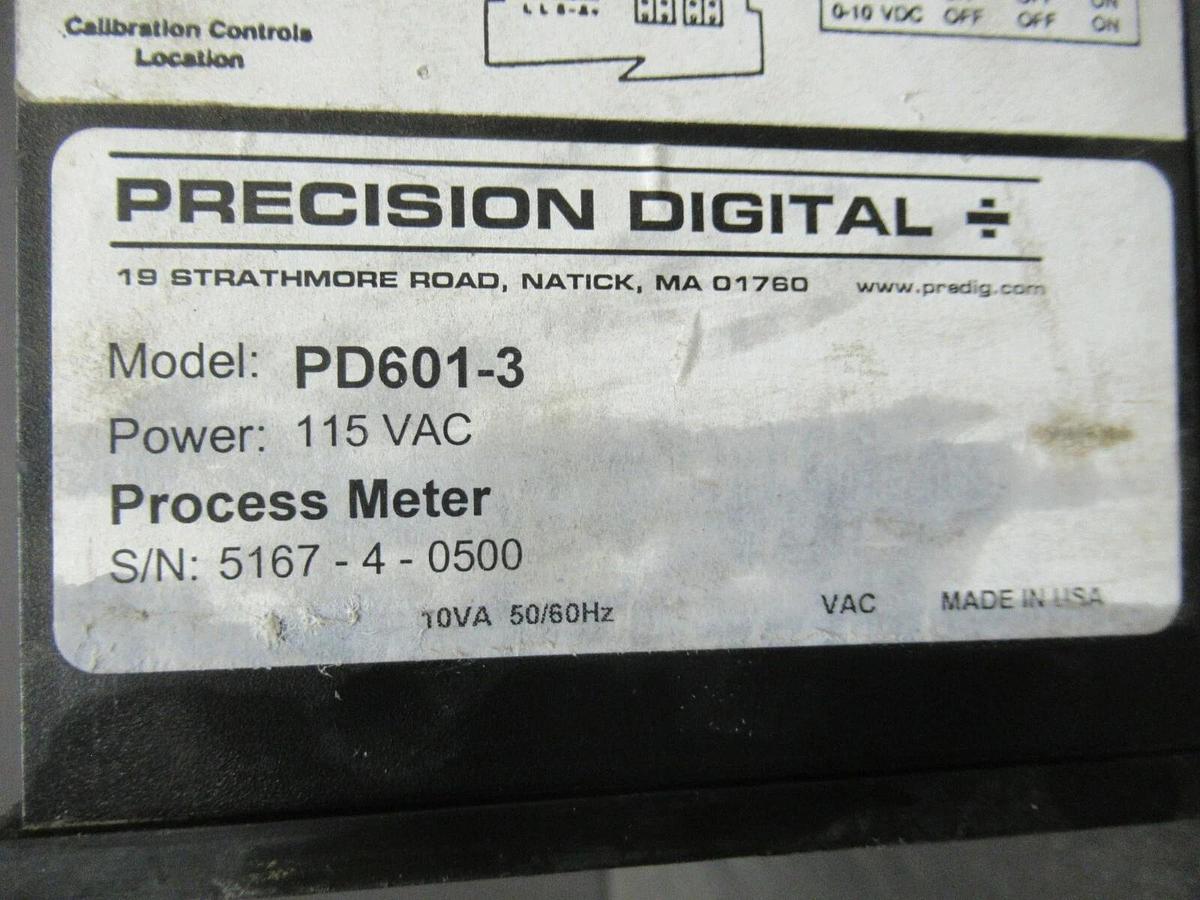 Calibration Controls
Location
0-10 VDC OFF OFF ON
PRECISION DIGITAL
19 STRATHMORE ROAD, NATICK, MA 01760 www.predig.com
Model: PD601-3
Power: 115 VAC
Process Meter
S/N: 5167 - 4 - 0500
10VA 50/60Hz VAC MADE IN USA